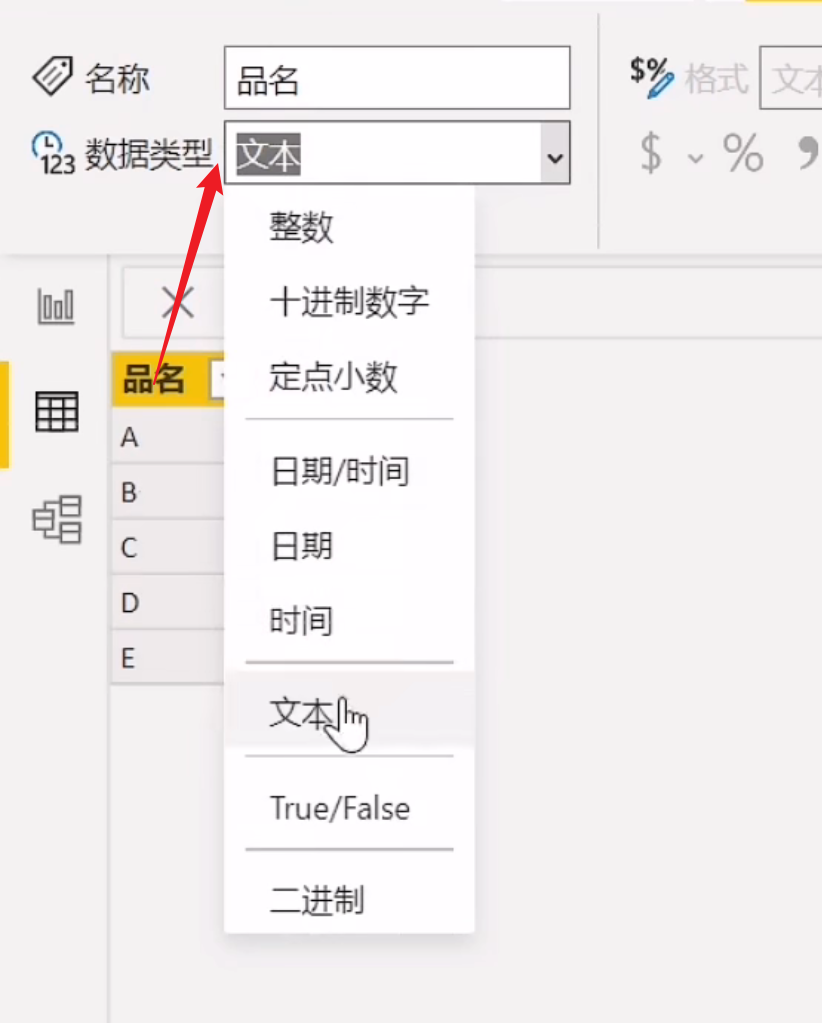 名称 品名 $% 格式 文本
123 数据类型 文本 $ % 9
整数
十进制数字
定点小数
品名
A
日期/时间
B
日期
C
D
时间
E
文本
True/False
二进制